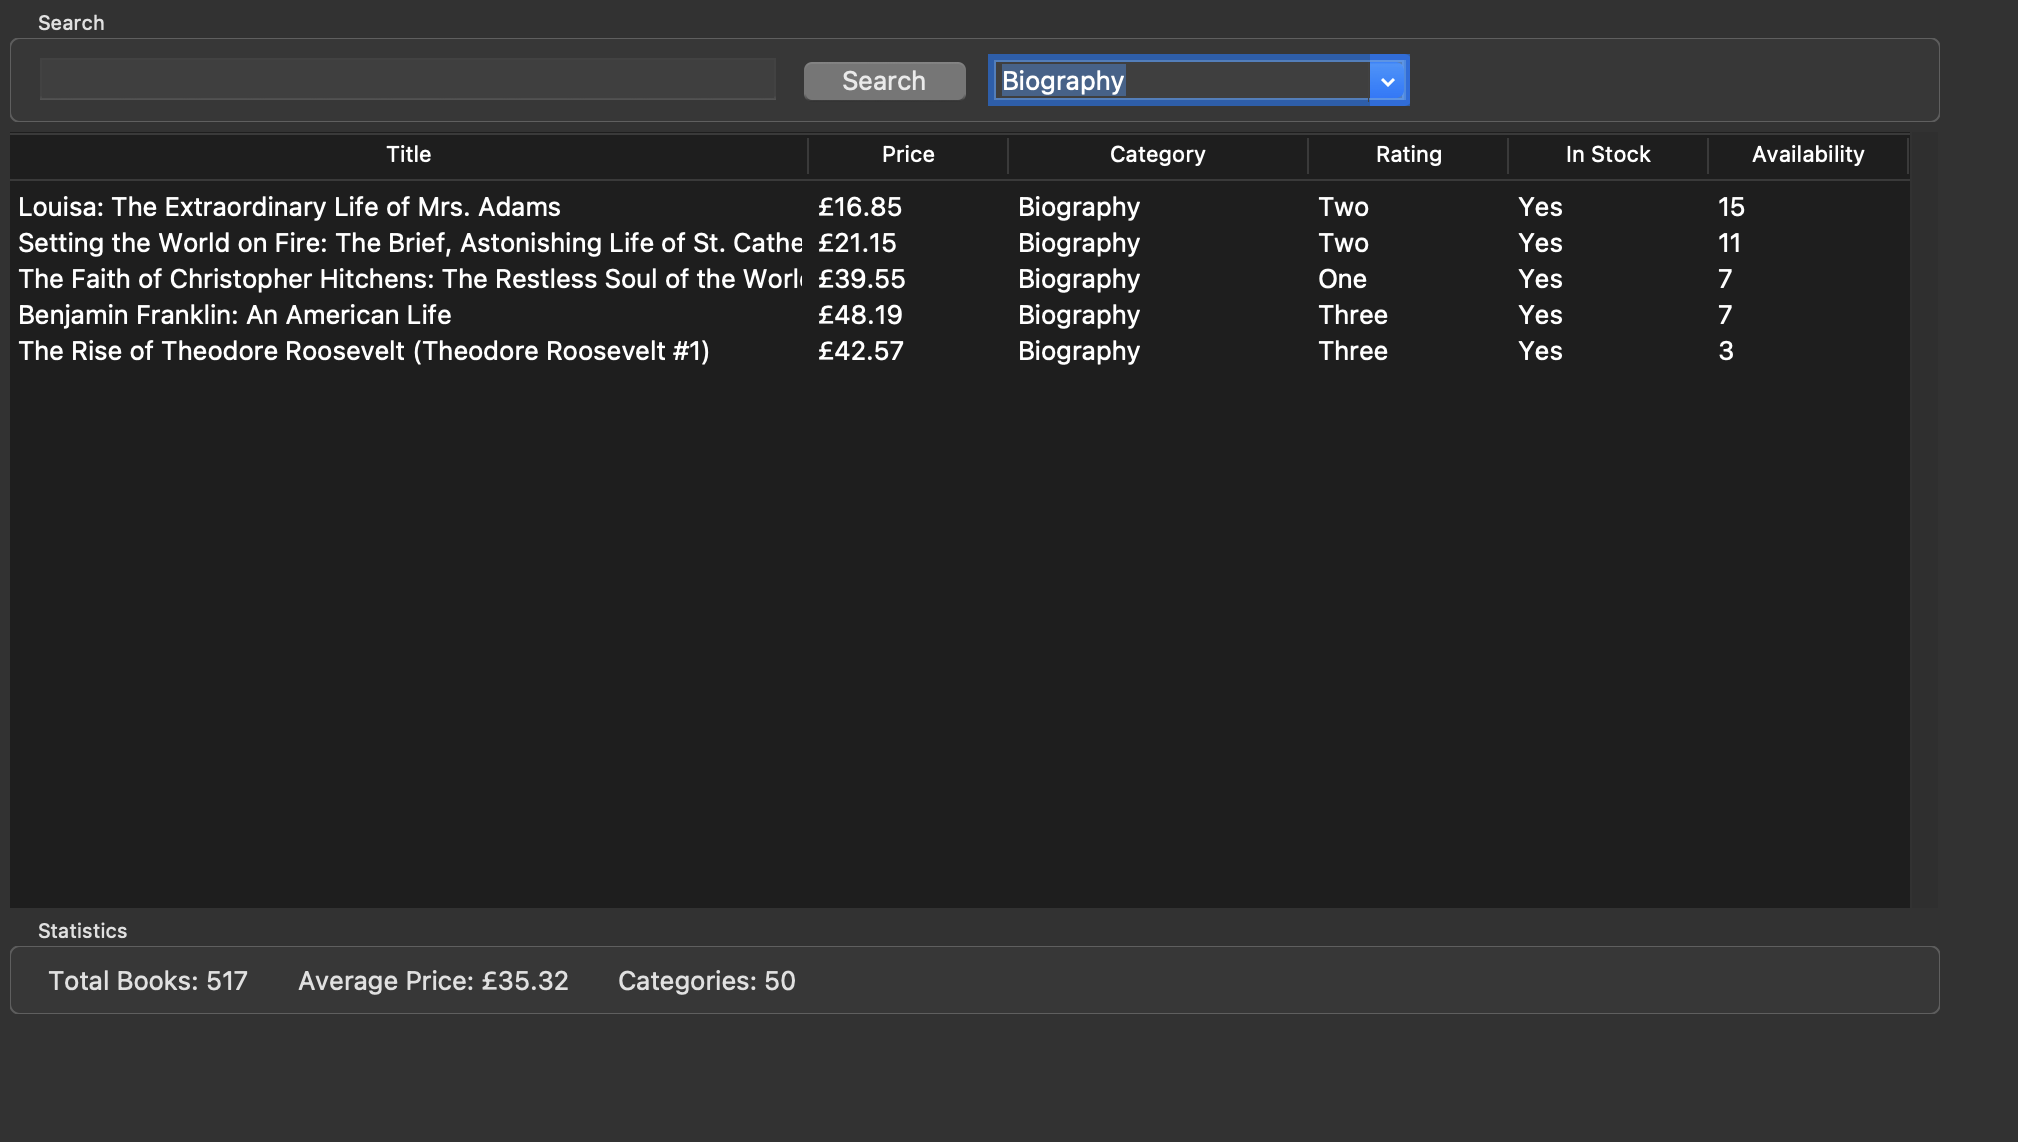 Search
Search Biography
Title Price Category Rating In Stock Availability
Louisa: The Extraordinary Life of Mrs. Adams £16.85 Biography Two Yes 15
Setting the World on Fire: The Brief, Astonishing Life of St. Cathe £21.15 Biography Two Yes 11
The Faith of Christopher Hitchens: The Restless Soul of the Worl £39.55 Biography One Yes 7
Benjamin Franklin: An American Life £48.19 Biography Three Yes 7
The Rise of Theodore Roosevelt (Theodore Roosevelt #1) £42.57 Biography Three Yes 3
Statistics
Total Books: 517 Average Price: £35.32 Categories: 50